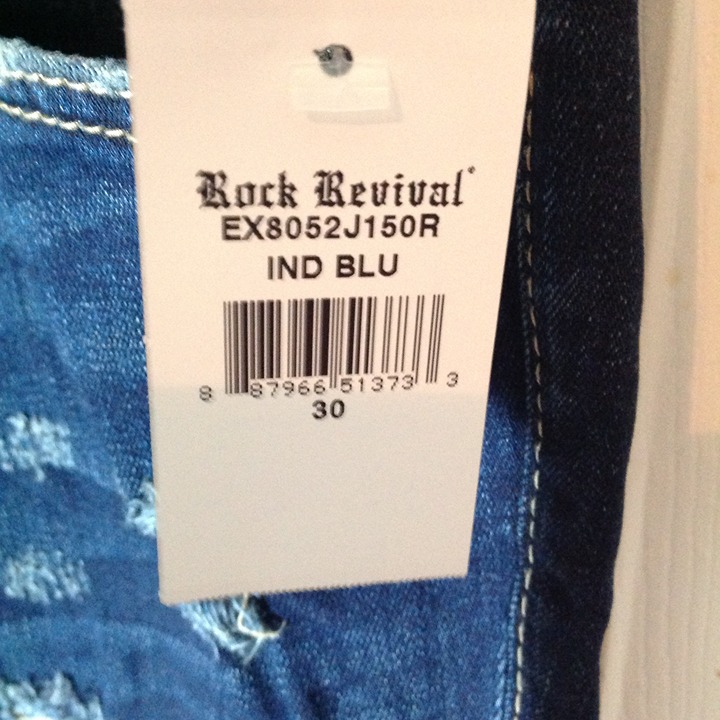 Rock Revival
EX8052J150R
IND BLU
8 87966 51373 3
30